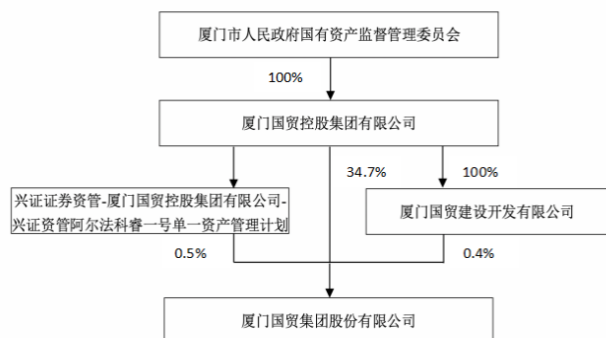 厦门市人民政府国有资产监督管理委员会
100%
厦门国贸控股集团有限公司
34.7%
100%
兴证证券资管-厦门国贸控股集团有限公司-
兴证资管阿尔法科睿一号单一资产管理计划
厦门国贸建设开发有限公司
0.5%
0.4%
厦门国贸集团股份有限公司